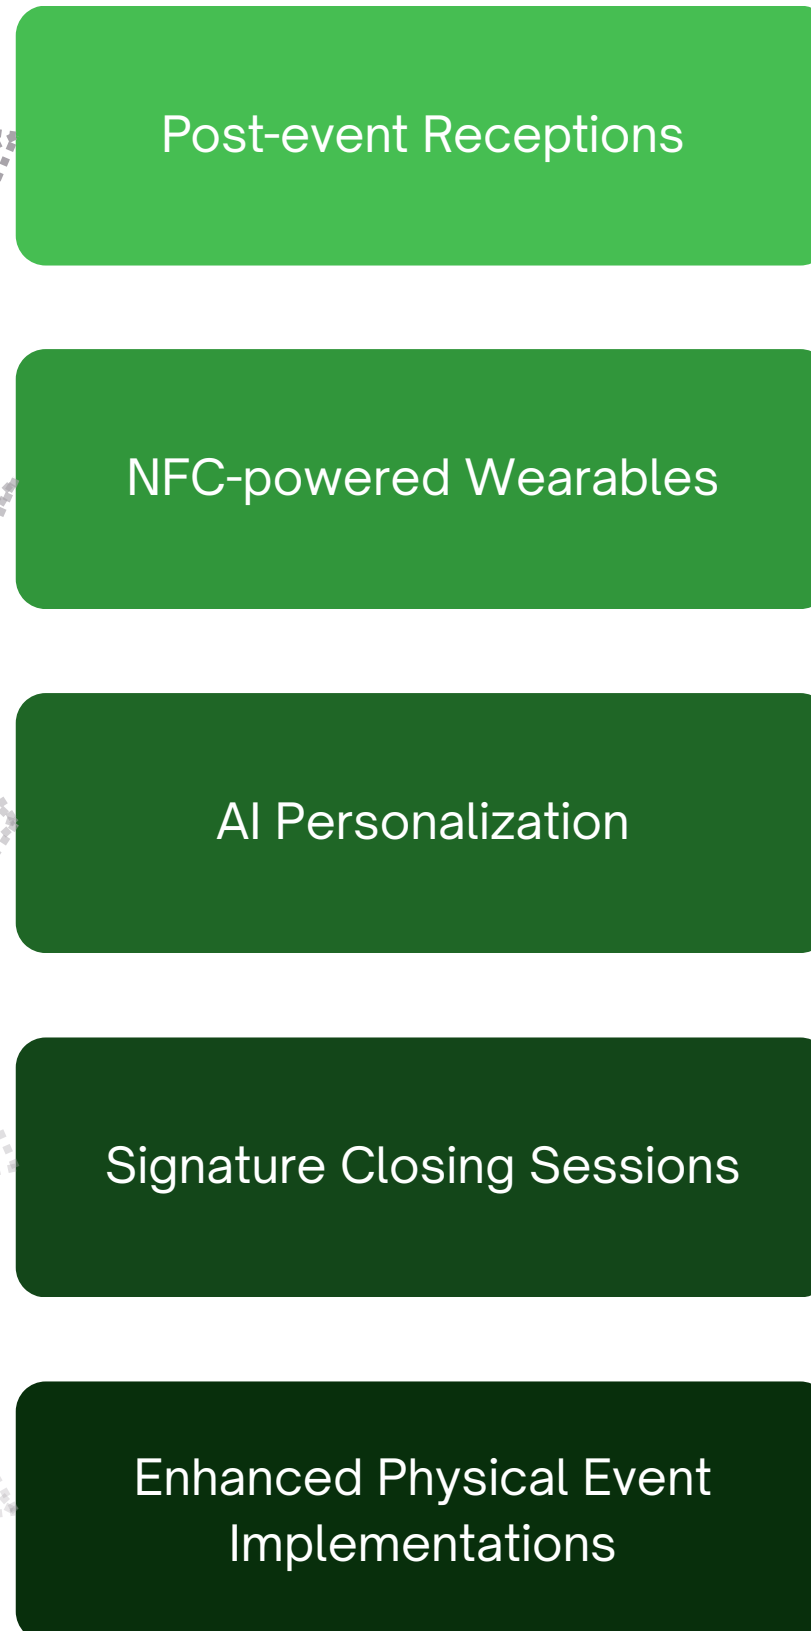 Post-event Receptions
NFC-powered Wearables
AI Personalization
Signature Closing Sessions
Enhanced Physical Event
Implementations